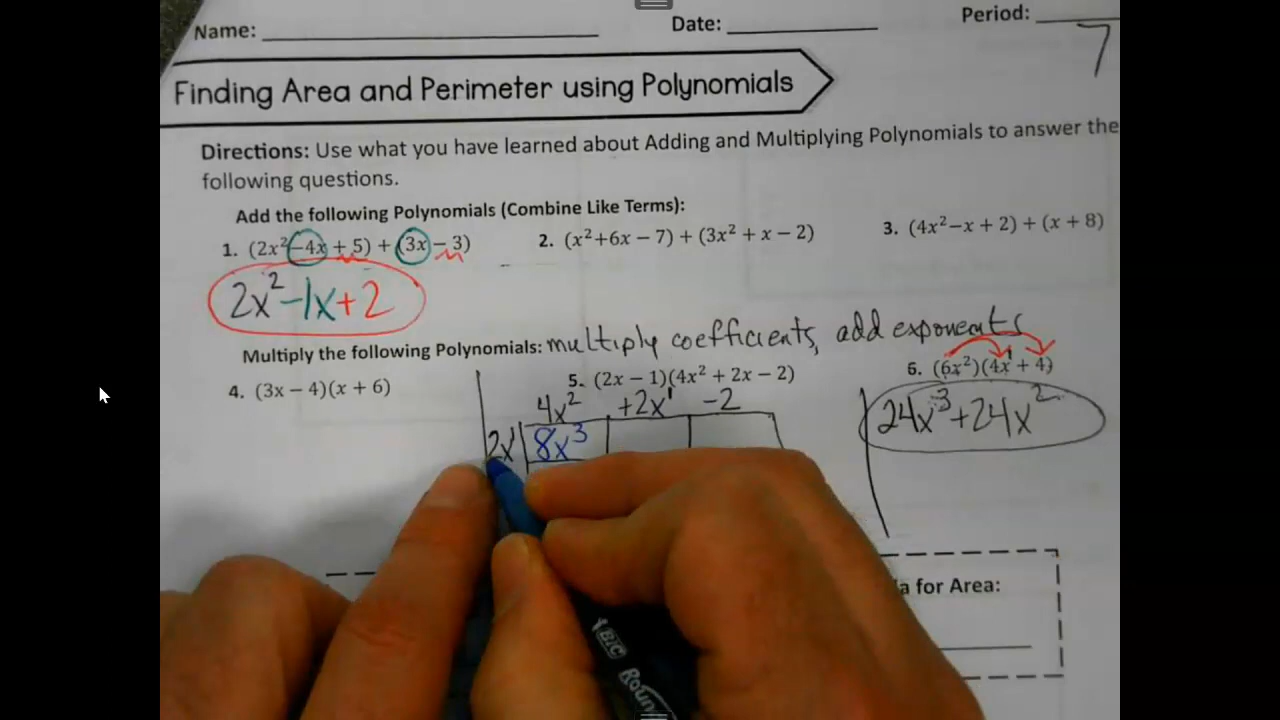 Name: Date: Period:
7
Finding Area and Perimeter using Polynomials
Directions: Use what you have learned about Adding and Multiplying Polynomials to answer the
following questions.
Add the following Polynomials (Combine Like Terms):
1. (2x²−4x + 5) + (3x − 3) 2. (x²+6x − 7) + (3x² + x − 2) 3. (4x²−x + 2) + (x + 8)
2x² − 1x + 2
Multiply the following Polynomials: multiply coefficients, add exponents
4. (3x − 4)(x + 6) 5. (2x − 1)(4x² + 2x − 2) 6. (6x²)(4x¹ + 4)
4x² +2x¹ −2
2x¹ 8x³
24x³ + 24x²
a for Area:
BIC
Roun